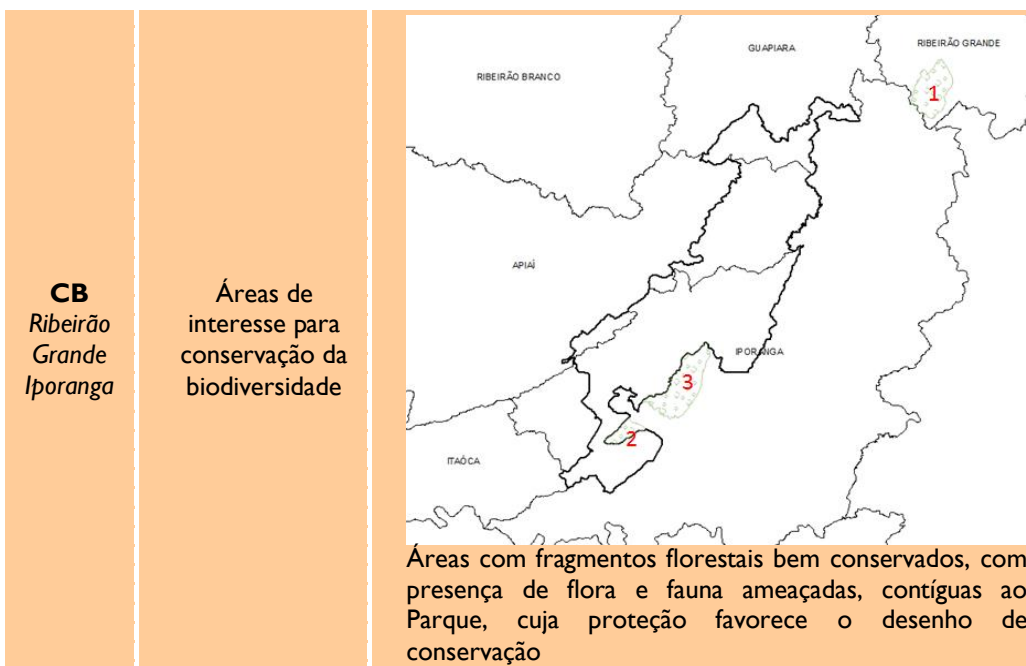 CB
Ribeirão
Grande
Iporanga
Áreas de
interesse para
conservação da
biodiversidade
GUAPIARA
RIBEIRÃO GRANDE
RIBEIRÃO BRANCO
1
APIAÍ
IPORANGA
3
2
ITAÓCA
Áreas com fragmentos florestais bem conservados, com
presença de flora e fauna ameaçadas, contíguas ao
Parque, cuja proteção favorece o desenho de
conservação